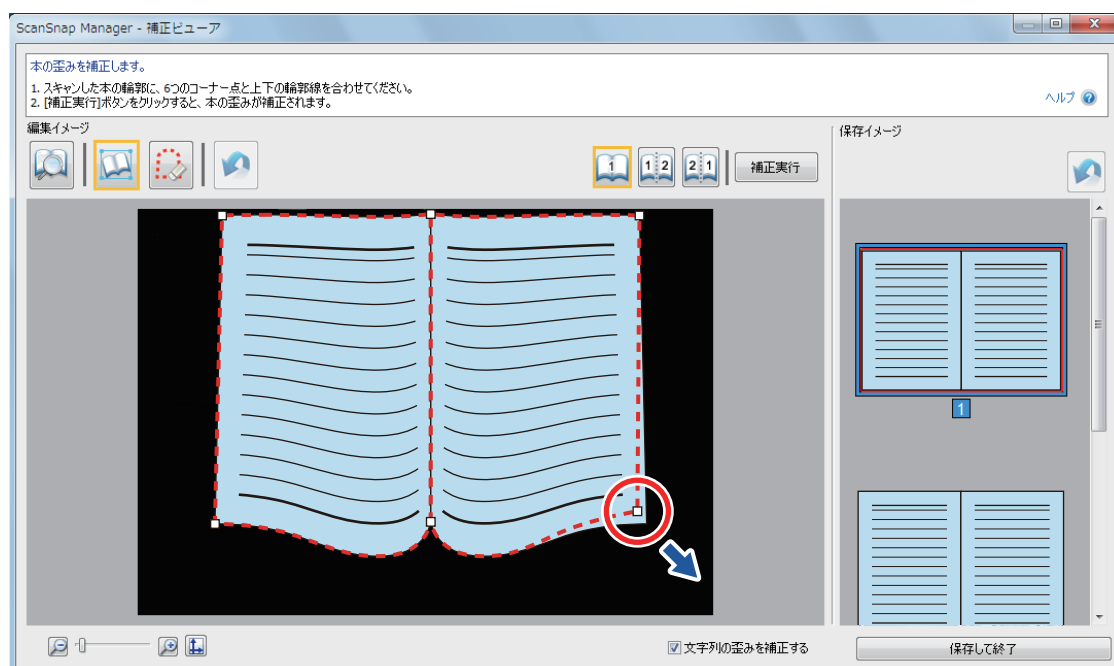 ScanSnap Manager - 補正ビューア
本の歪みを補正します。
1. スキャンした本の輪郭に、6つのコーナー点と上下の輪郭線を合わせてください。
2. [補正実行]ボタンをクリックすると、本の歪みが補正されます。
ヘルプ
編集イメージ
保存イメージ
1
1 2
2 1
補正実行
1
文字列の歪みを補正する
保存して終了